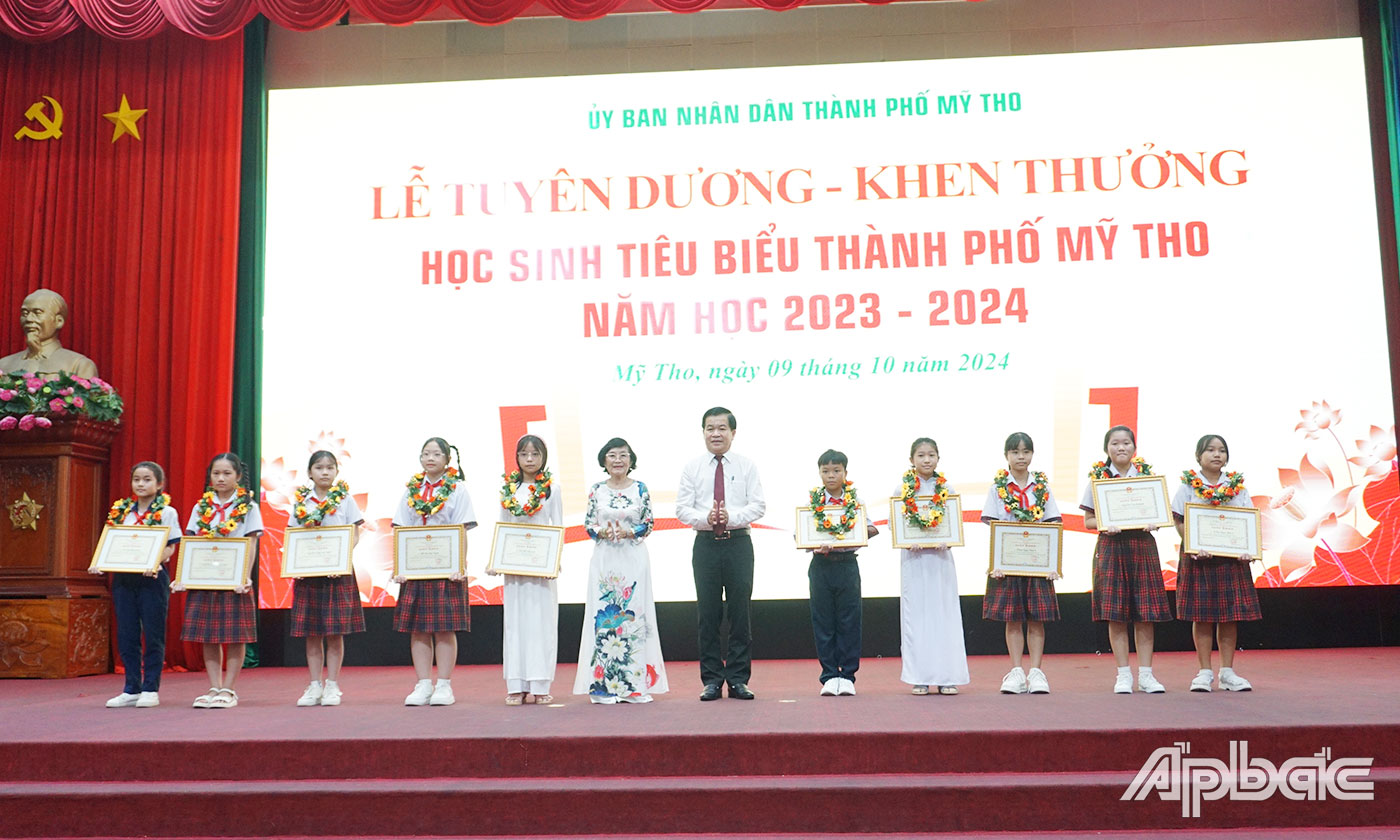 ỦY BAN NHÂN DÂN THÀNH PHỐ MỸ THO
LỄ TUYÊN DƯƠNG - KHEN THƯỞNG
HỌC SINH TIÊU BIỂU THÀNH PHỐ MỸ THO
NĂM HỌC 2023 - 2024
Mỹ Tho, ngày 09 tháng 10 năm 2024
Apbac